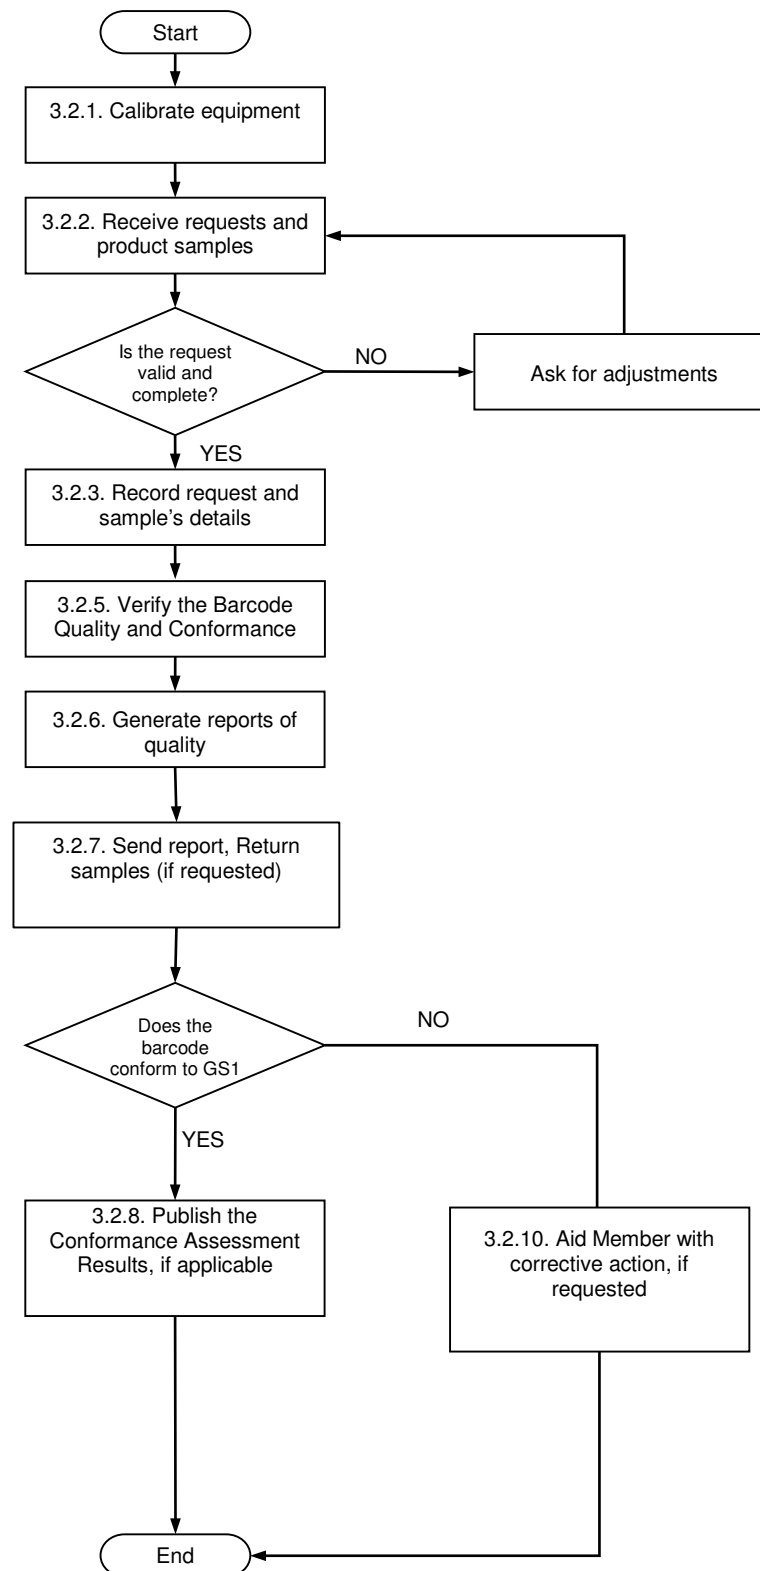 Start
3.2.1. Calibrate equipment
3.2.2. Receive requests and
product samples
Is the request
valid and
complete?
NO
Ask for adjustments
YES
3.2.3. Record request and
sample's details
3.2.5. Verify the Barcode
Quality and Conformance
3.2.6. Generate reports of
quality
3.2.7. Send report, Return
samples (if requested)
Does the
barcode
conform to GS1
NO
YES
3.2.8. Publish the
Conformance Assessment
Results, if applicable
3.2.10. Aid Member with
corrective action, if
requested
End